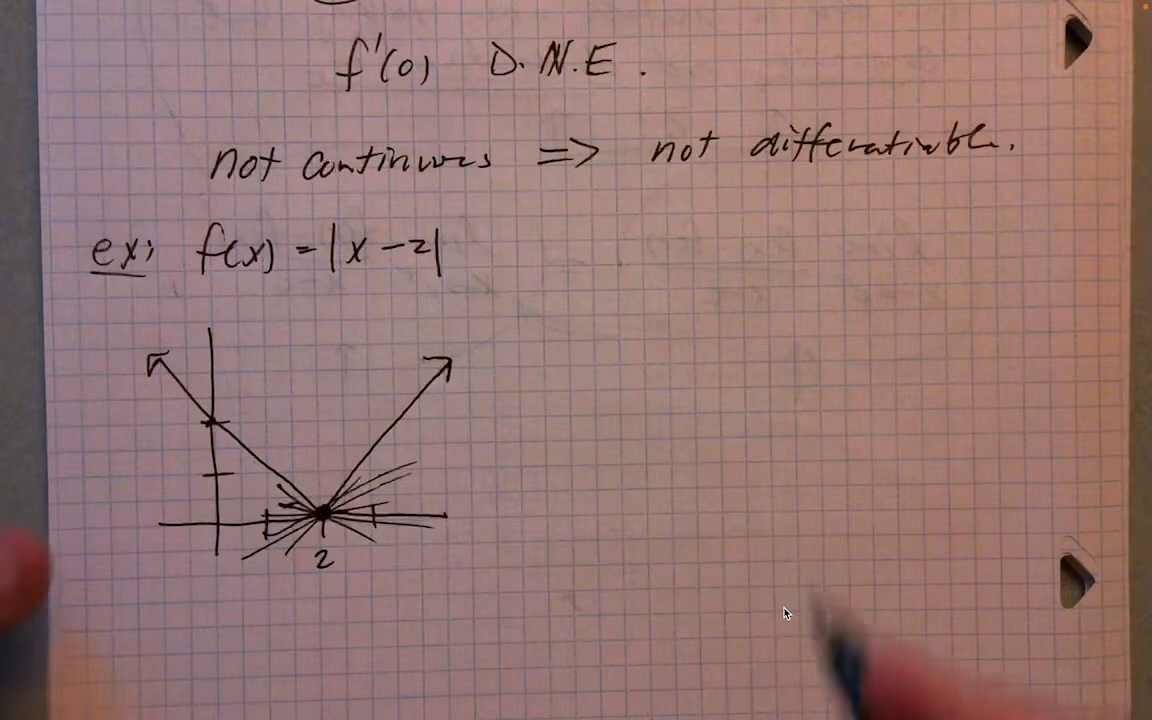 f'(0) D.N.E.
not continuous => not differentiable.
ex: f(x) = |x - 2|
2